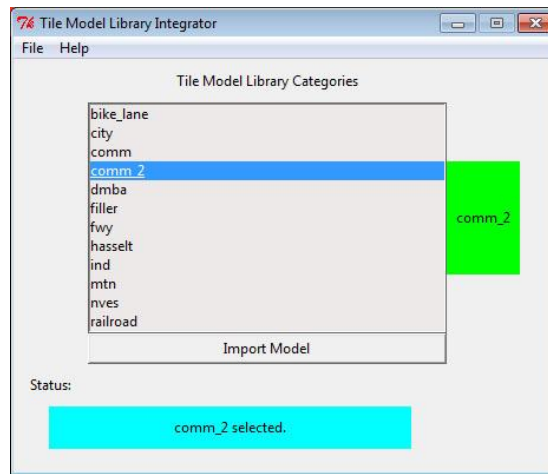 Tile Model Library Integrator
File Help
Tile Model Library Categories
bike_lane
city
comm
comm_2
dmba
filler
fwy
hasselt
ind
mtn
nves
railroad
comm_2
Import Model
Status:
comm_2 selected.